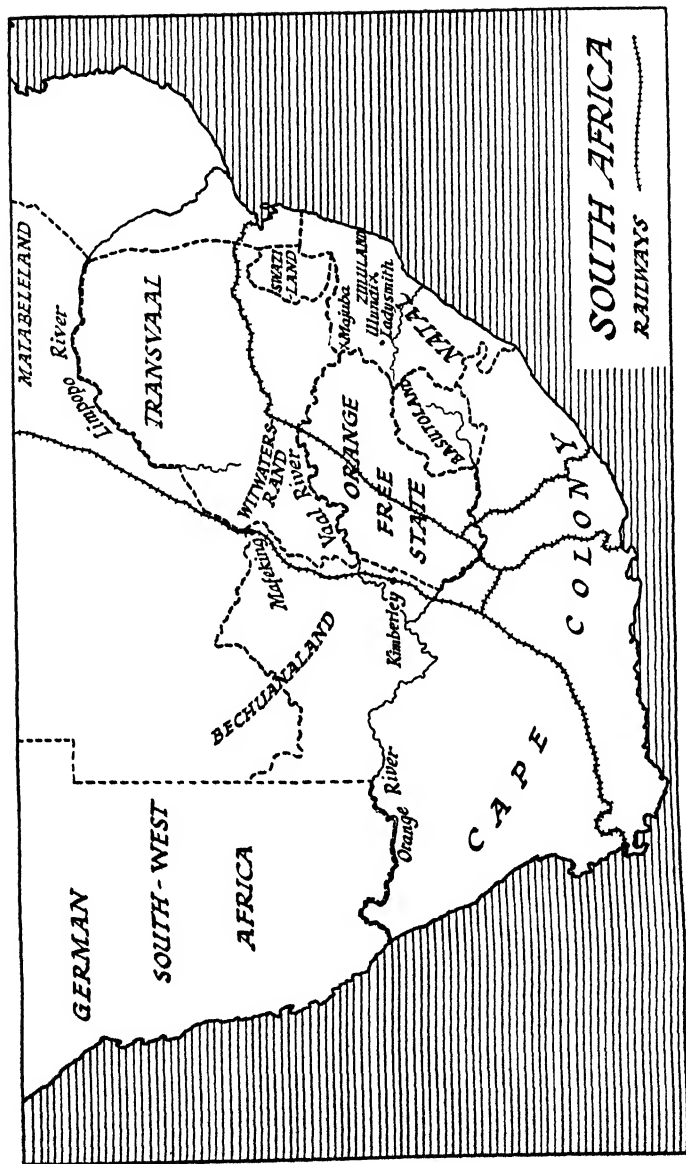 MATABELELAND
Limpopo River
TRANSVAAL
GERMAN
SOUTH-WEST
AFRICA
BECHUANALAND
Mafeking
WITWATERS
RAND
Vaal River
SWAZI
LAND
Majuba
ZULULAND
Ulundi
Ladysmith
ORANGE
FREE
STATE
Kimberley
BASUTOLAND
NATAL
Orange River
CAPE COLONY
SOUTH AFRICA
RAILWAYS